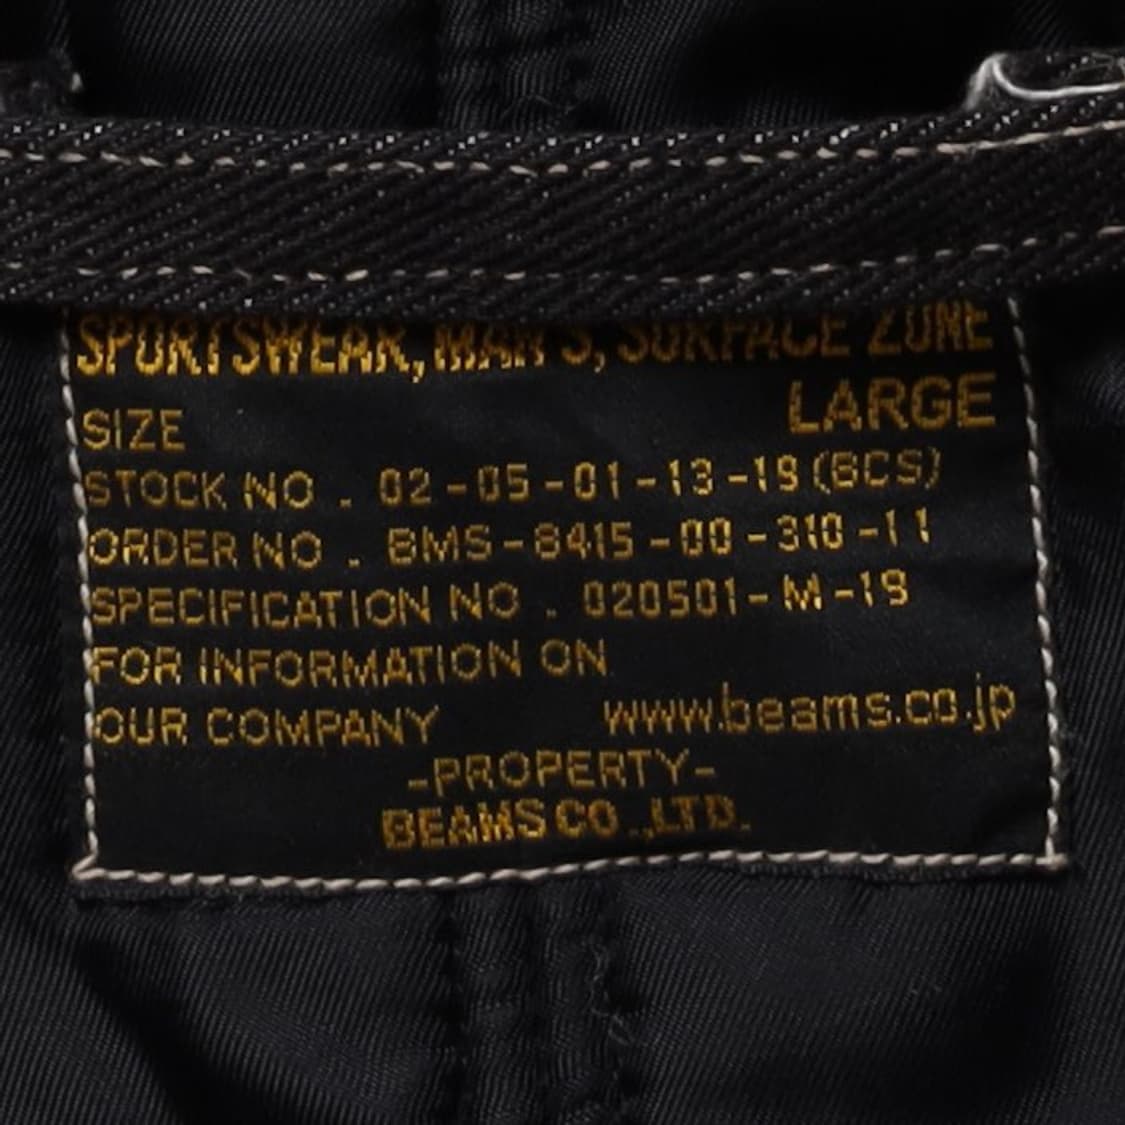 SPORTSWEAR, MAN'S, SURFACE ZONE
SIZE LARGE
STOCK NO . 02-05-01-13-19(BCS)
ORDER NO . BMS-8415-00-310-11
SPECIFICATION NO . 020501-M-19
FOR INFORMATION ON
OUR COMPANY www.beams.co.jp
-PROPERTY-
BEAMS CO.,LTD.